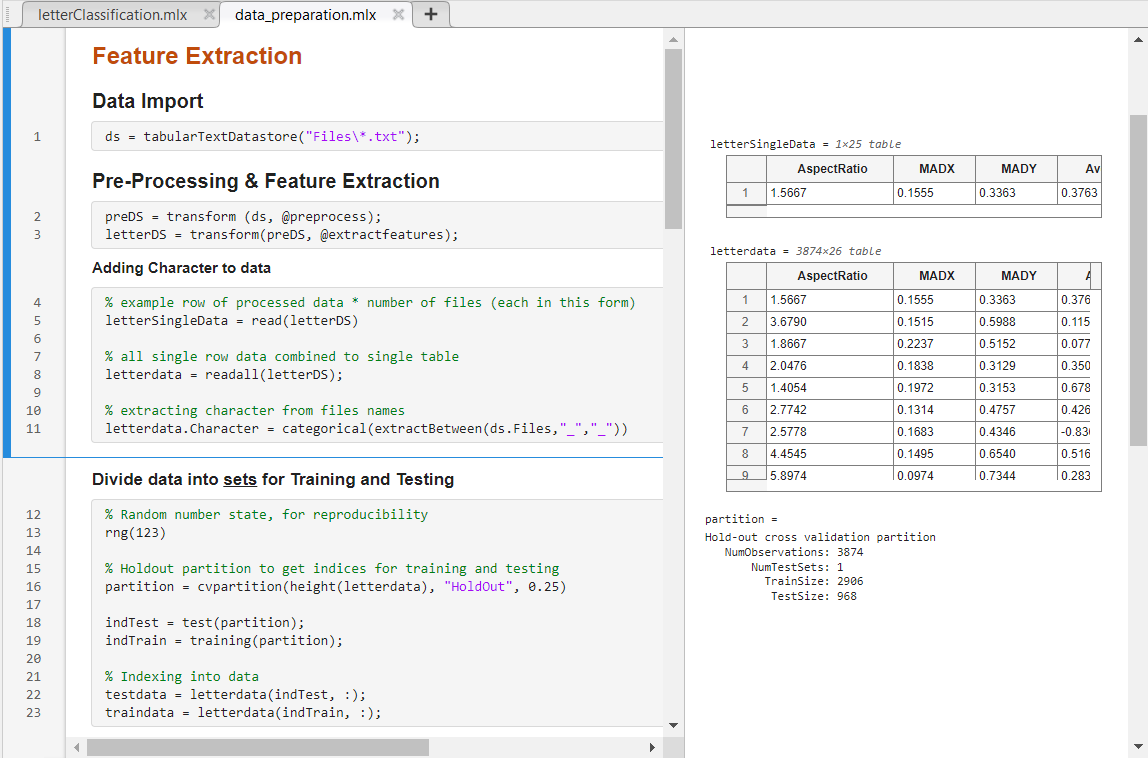 letterClassification.mlx
data_preparation.mlx
Feature Extraction
Data Import
1 ds = tabularTextDatastore("Files\*.txt");
Pre-Processing & Feature Extraction
2 preDS = transform (ds, @preprocess);
3 letterDS = transform(preDS, @extractfeatures);
Adding Character to data
4 % example row of processed data * number of files (each in this form)
5 letterSingleData = read(letterDS)
6
7 % all single row data combined to single table
8 letterdata = readall(letterDS);
9
10 % extracting character from files names
11 letterdata.Character = categorical(extractBetween(ds.Files,"_","_"))
Divide data into sets for Training and Testing
12 % Random number state, for reproducibility
13 rng(123)
14
15 % Holdout partition to get indices for training and testing
16 partition = cvpartition(height(letterdata), "HoldOut", 0.25)
17
18 indTest = test(partition);
19 indTrain = training(partition);
20
21 % Indexing into data
22 testdata = letterdata(indTest, :);
23 traindata = letterdata(indTrain, :);
letterSingleData = 1×25 table
AspectRatio MADX MADY Av
1 1.5667 0.1555 0.3363 0.3763
letterdata = 3874×26 table
AspectRatio MADX MADY
1 1.5667 0.1555 0.3363 0.376
2 3.6790 0.1515 0.5988 0.115
3 1.8667 0.2237 0.5152 0.077
4 2.0476 0.1838 0.3129 0.350
5 1.4054 0.1972 0.3153 0.678
6 2.7742 0.1314 0.4757 0.426
7 2.5778 0.1683 0.4346 -0.83
8 4.4545 0.1495 0.6540 0.516
9 5.8974 0.0974 0.7344 0.283
partition =
Hold-out cross validation partition
NumObservations: 3874
NumTestSets: 1
TrainSize: 2906
TestSize: 968